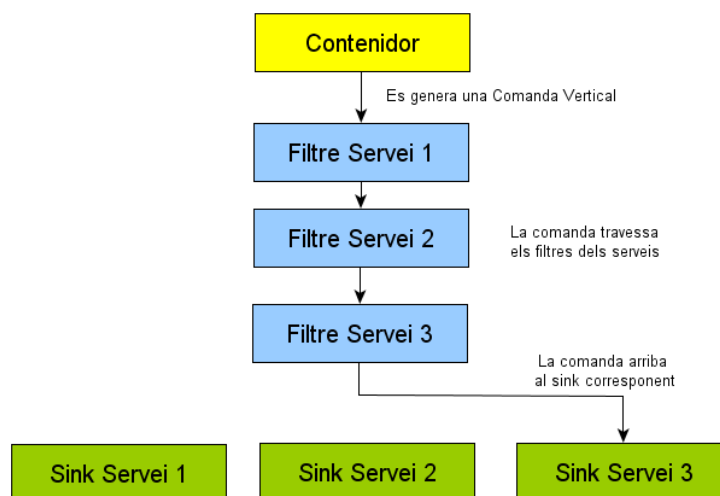 Contenidor
Es genera una Comanda Vertical
Filtre Servei 1
Filtre Servei 2
La comanda travessa
els filtres dels serveis
Filtre Servei 3
La comanda arriba
al sink corresponent
Sink Servei 1
Sink Servei 2
Sink Servei 3